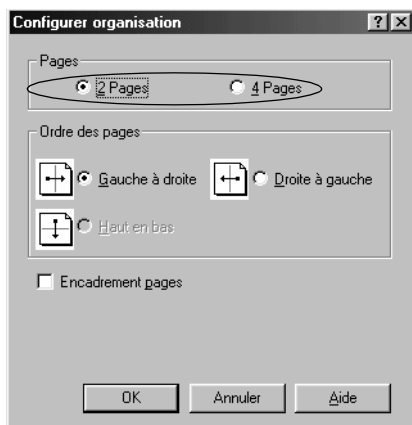 Configurer organisation
Pages
2 Pages 4 Pages
Ordre des pages
Gauche à droite Droite à gauche
Haut en bas
Encadrement pages
OK Annuler Aide